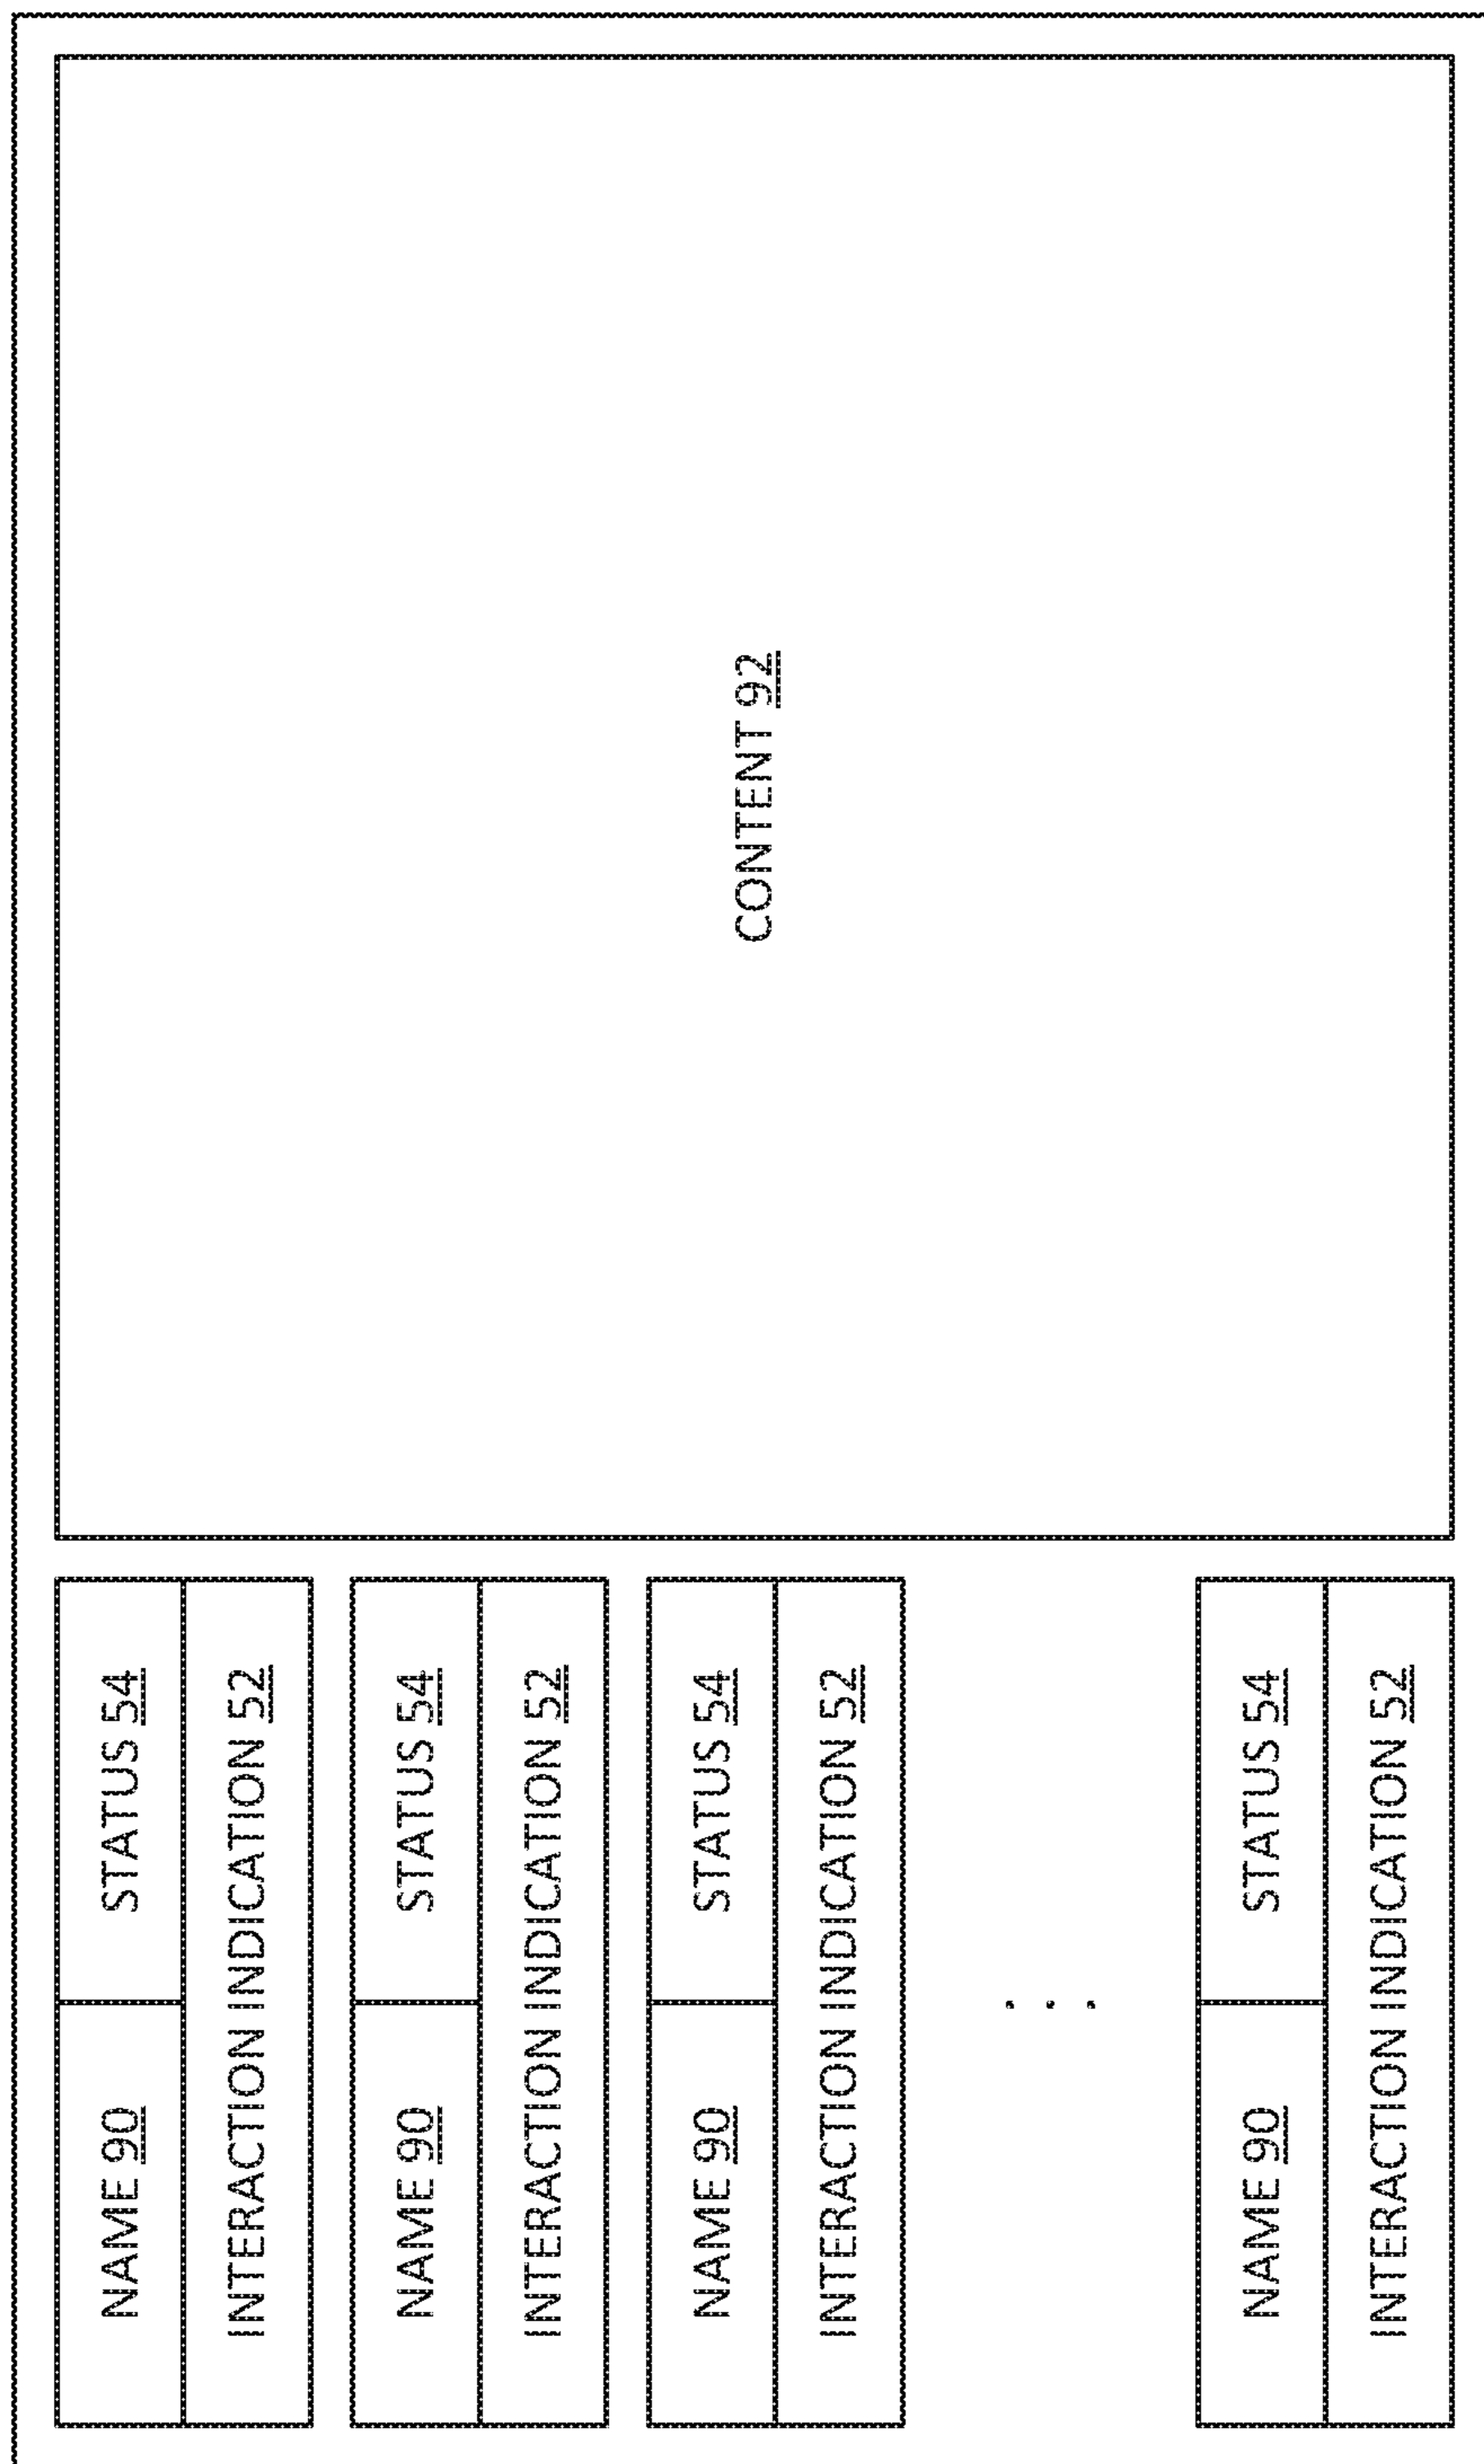 NAME 90 STATUS 54
INTERACTION INDICATION 52
NAME 90 STATUS 54
INTERACTION INDICATION 52
NAME 90 STATUS 54
INTERACTION INDICATION 52
. . .
NAME 90 STATUS 54
INTERACTION INDICATION 52
CONTENT 92